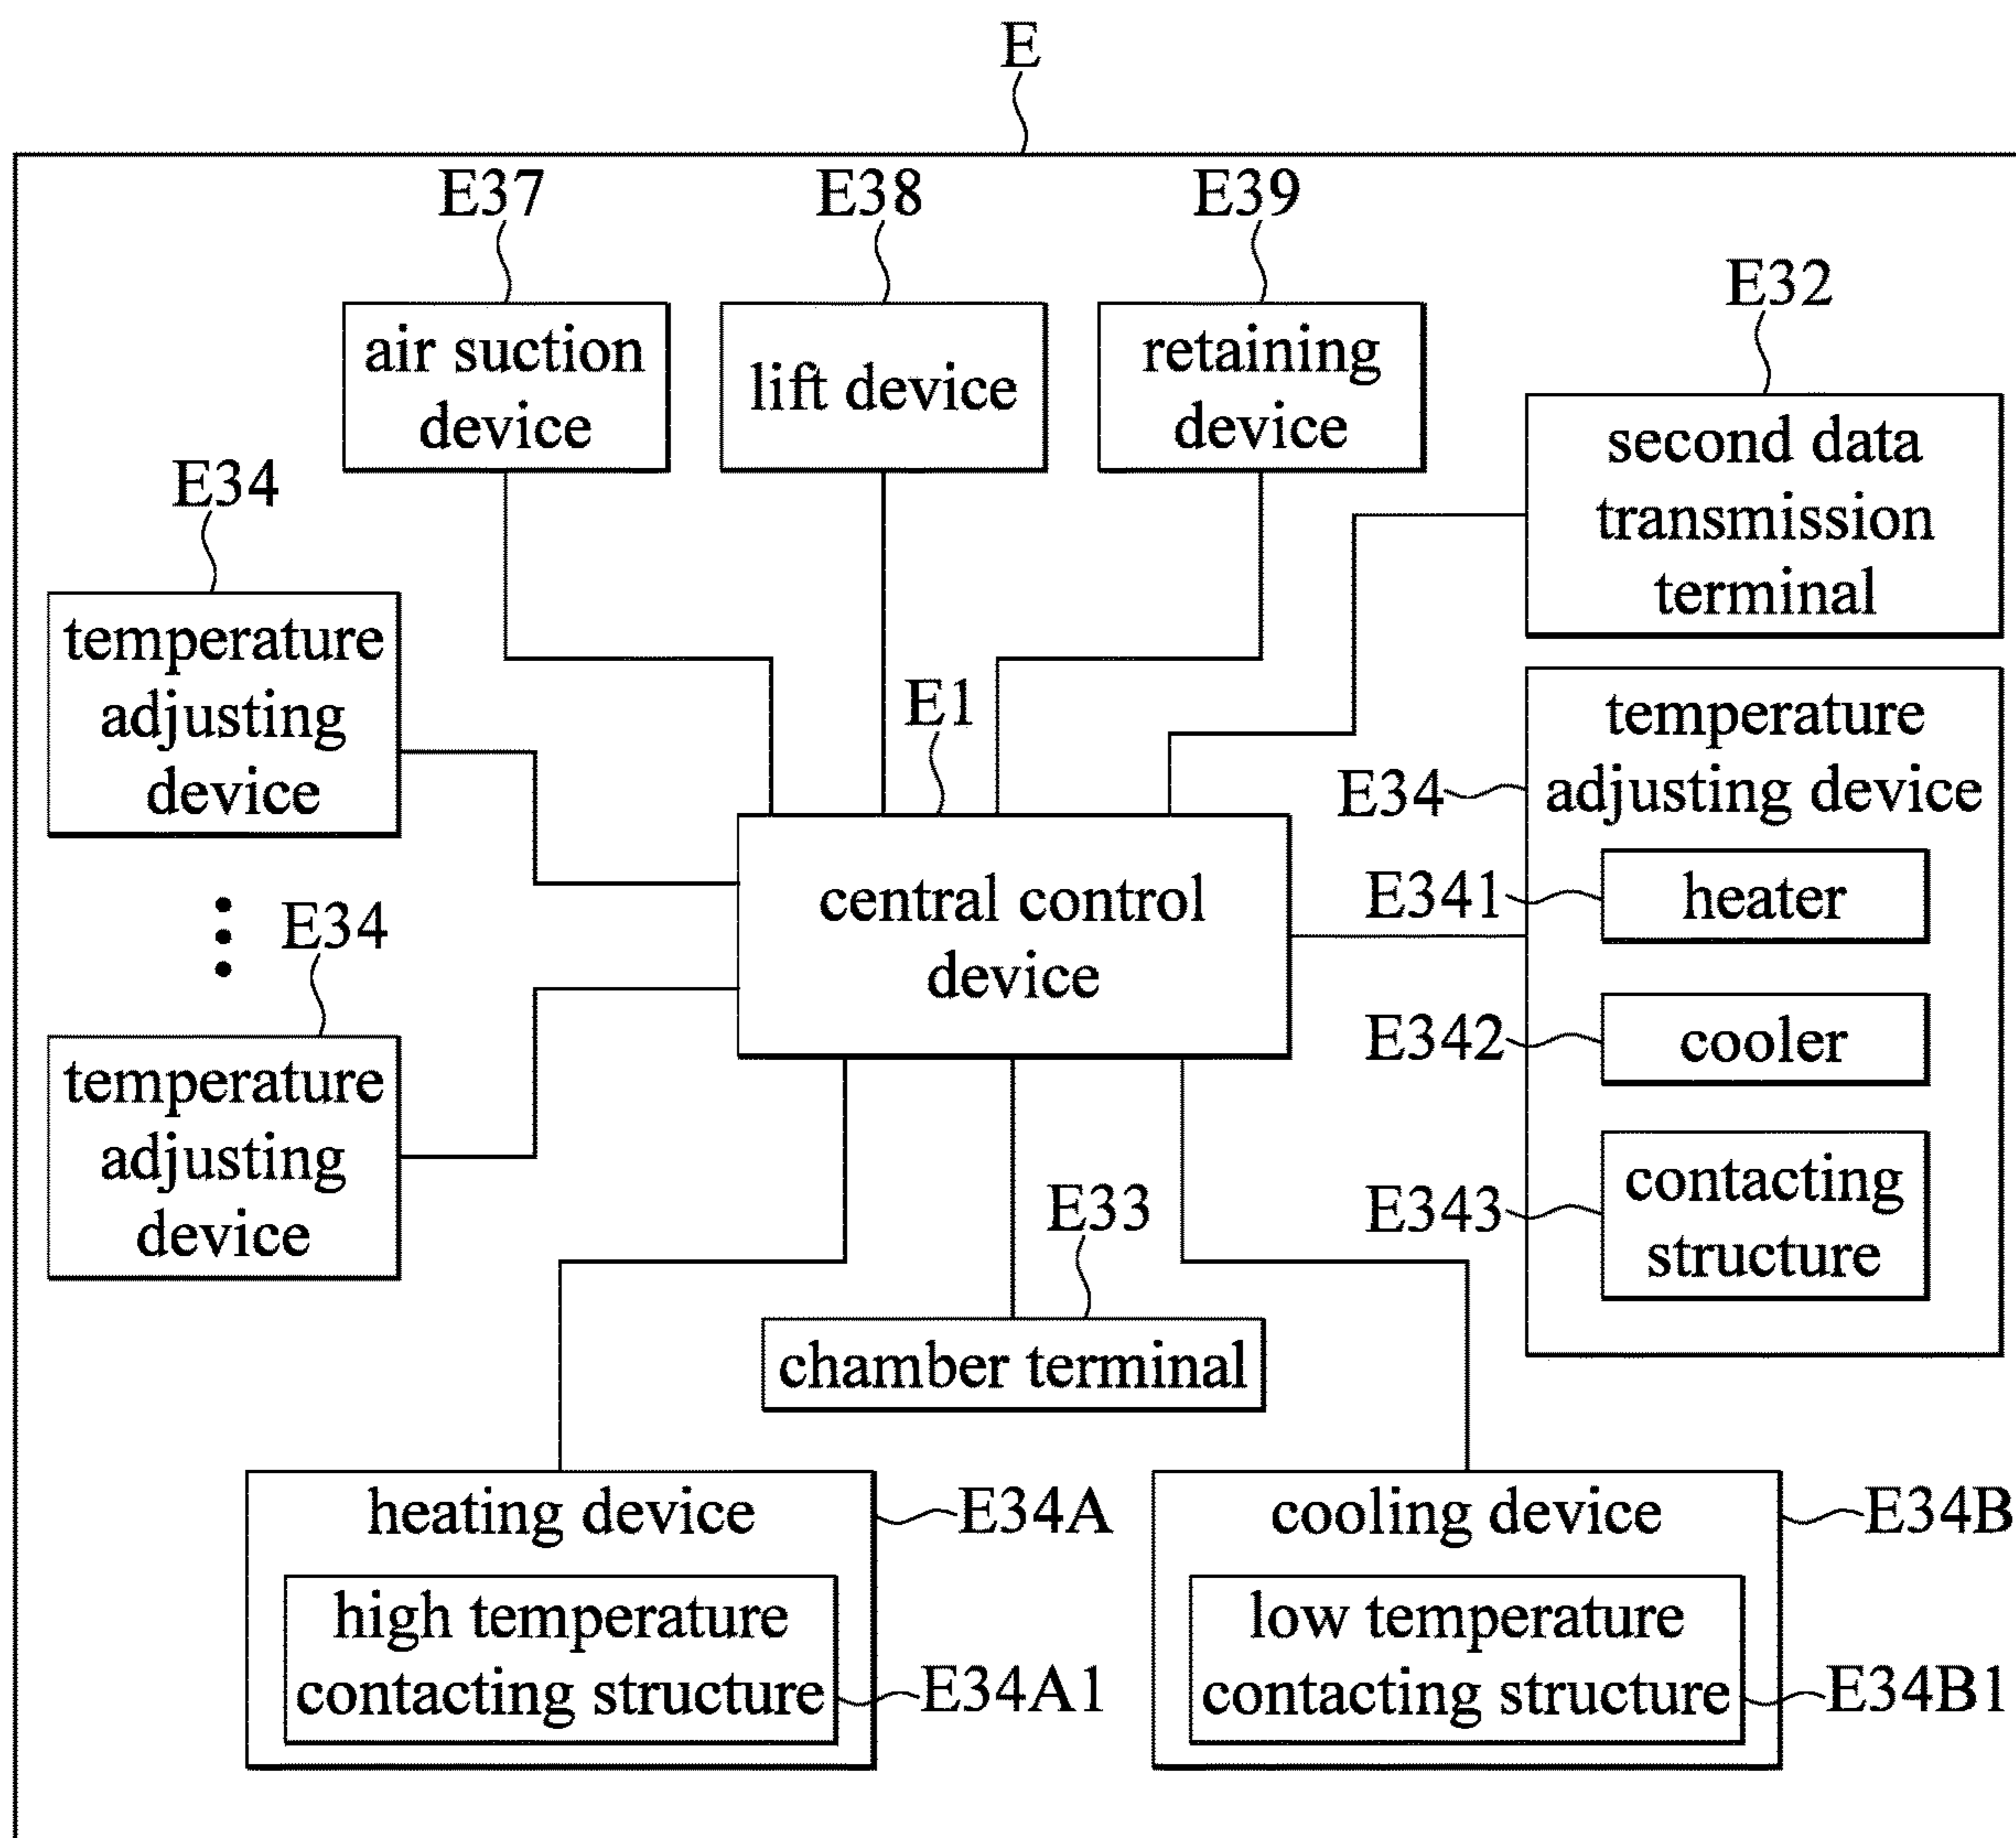 E
E37
E38
E39
air suction
device
lift device
retaining
device
E32
second data
transmission
terminal
E34
temperature
adjusting
device
E34
temperature
adjusting
device
E1
central control
device
E34
temperature
adjusting device
E341
heater
E342
cooler
E343
contacting
structure
E33
chamber terminal
heating device
E34A
high temperature
contacting structure
E34A1
cooling device
E34B
low temperature
contacting structure
E34B1